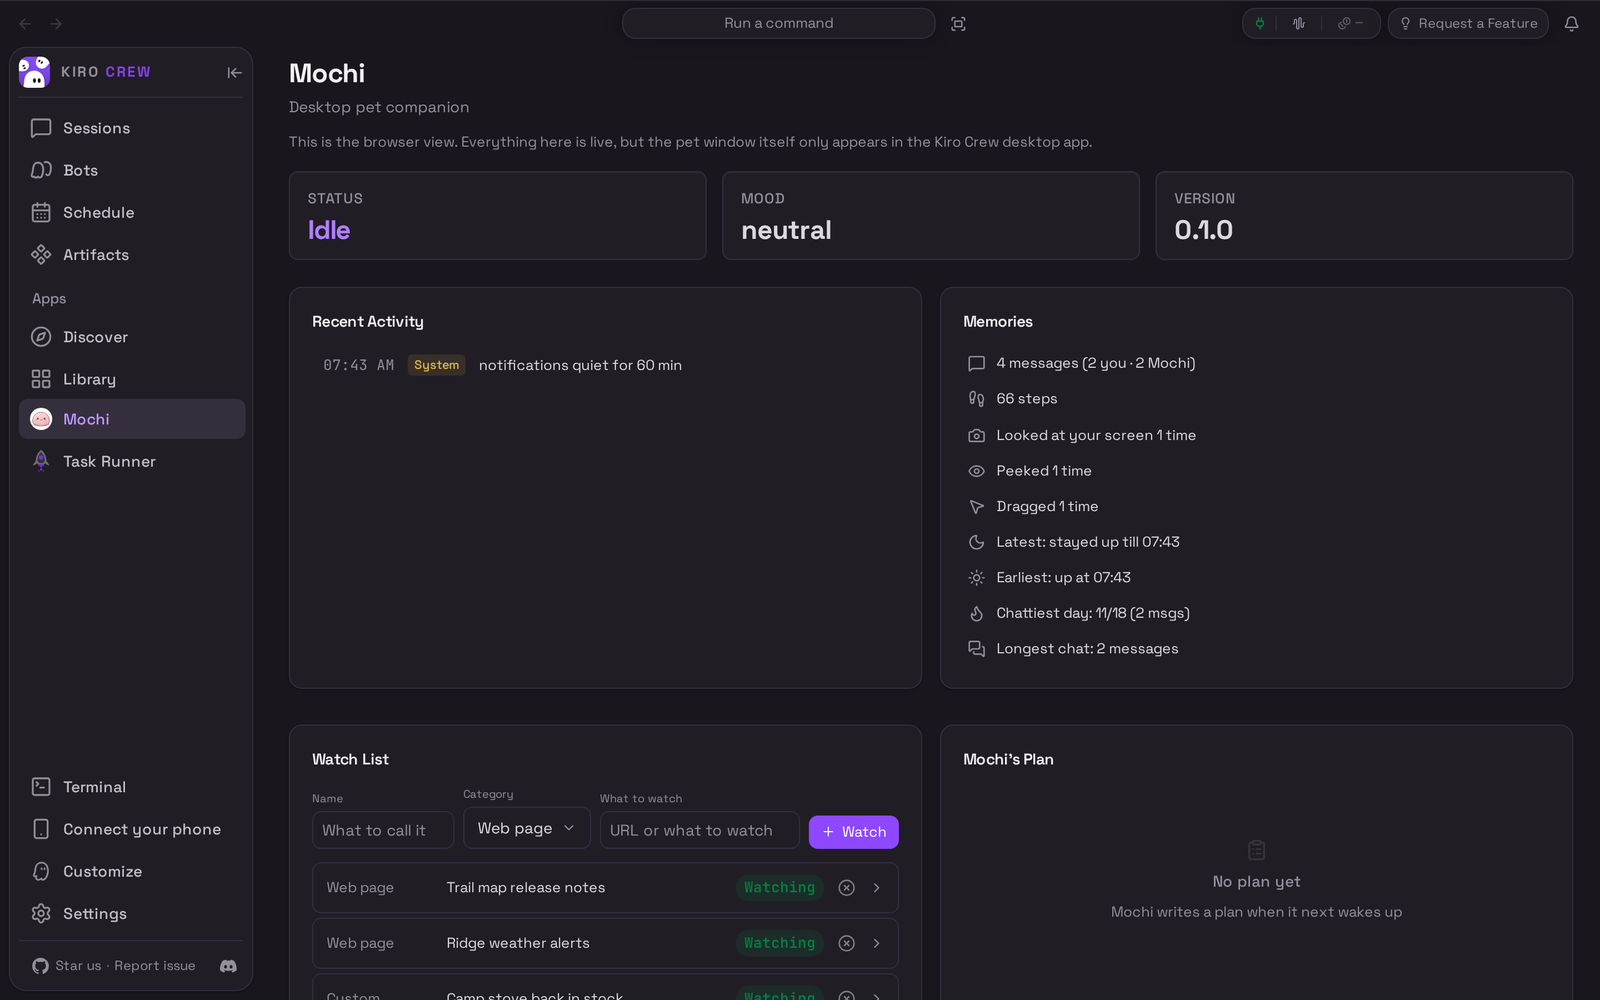 Run a command
Request a Feature
KIRO CREW
Sessions
Bots
Schedule
Artifacts
Apps
Discover
Library
Mochi
Task Runner
Terminal
Connect your phone
Customize
Settings
Star us · Report issue
Mochi
Desktop pet companion
This is the browser view. Everything here is live, but the pet window itself only appears in the Kiro Crew desktop app.
STATUS
Idle
MOOD
neutral
VERSION
0.1.0
Recent Activity
07:43 AM System notifications quiet for 60 min
Memories
4 messages (2 you · 2 Mochi)
66 steps
Looked at your screen 1 time
Peeked 1 time
Dragged 1 time
Latest: stayed up till 07:43
Earliest: up at 07:43
Chattiest day: 11/18 (2 msgs)
Longest chat: 2 messages
Watch List
Name
Category
What to watch
What to call it
Web page
URL or what to watch
+ Watch
Web page Trail map release notes Watching
Web page Ridge weather alerts Watching
Custom Camp stove back in stock Watching
Mochi's Plan
No plan yet
Mochi writes a plan when it next wakes up